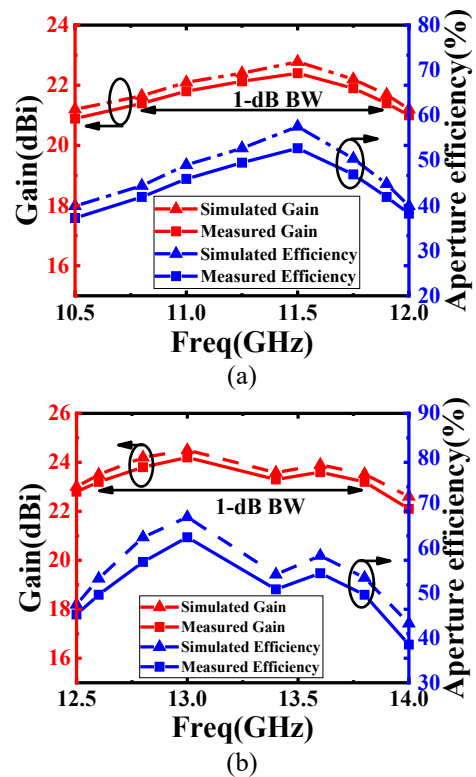 Gain(dBi)
24
22
20
18
16
80
70
60
50
40
30
20
Aperture efficiency(%)
1-dB BW
Simulated Gain
Measured Gain
Simulated Efficiency
Measured Efficiency
10.5 11.0 11.5 12.0
Freq(GHz)
(a)
Gain(dBi)
26
24
22
20
18
16
90
80
70
60
50
40
30
Aperture efficiency(%)
1-dB BW
Simulated Gain
Measured Gain
Simulated Efficiency
Measured Efficiency
12.5 13.0 13.5 14.0
Freq(GHz)
(b)